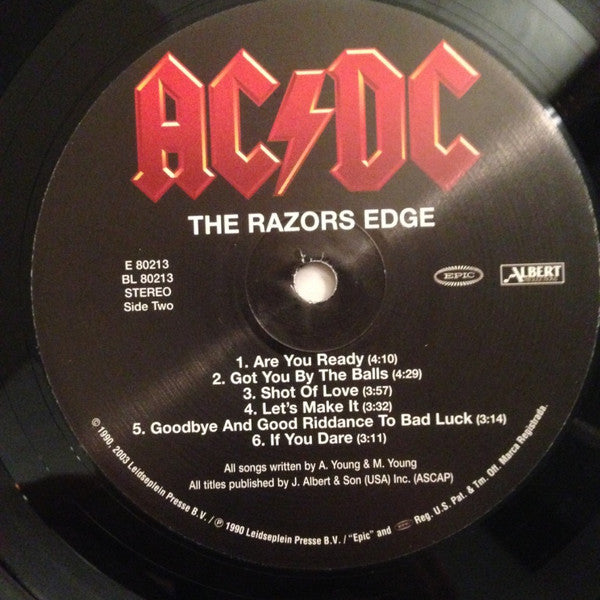 AC/DC
THE RAZORS EDGE
E 80213
BL 80213
STEREO
Side Two
EPIC
ALBERT
1. Are You Ready (4:10)
2. Got You By The Balls (4:29)
3. Shot Of Love (3:57)
4. Let's Make It (3:32)
5. Goodbye And Good Riddance To Bad Luck (3:14)
6. If You Dare (3:11)
All songs written by A. Young & M. Young
All titles published by J. Albert & Son (USA) Inc. (ASCAP)
© 1990, 2003 Leidseplein Presse B.V. / ℗ 1990 Leidseplein Presse B.V. / "Epic" and EPIC Reg. U.S. Pat. & Tm. Off. Marca Registrada.